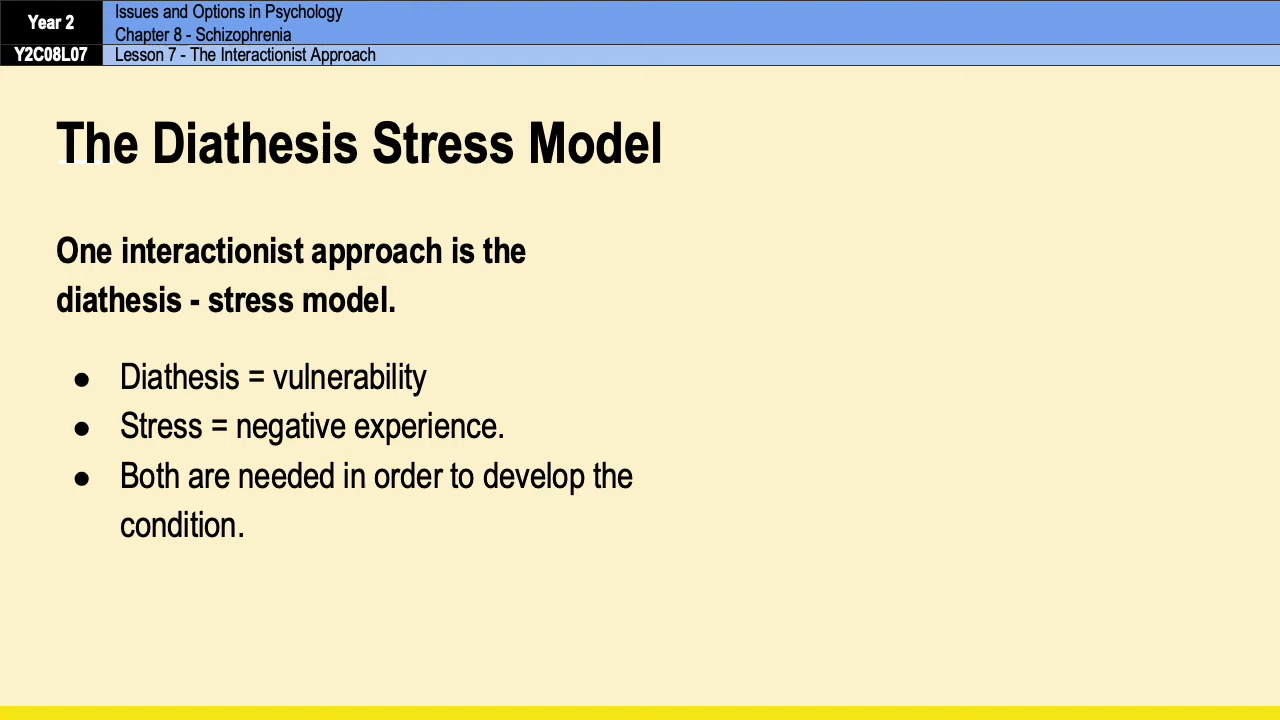 Year 2
Issues and Options in Psychology
Chapter 8 - Schizophrenia
Y2C08L07
Lesson 7 - The Interactionist Approach
The Diathesis Stress Model
One interactionist approach is the
diathesis - stress model.
● Diathesis = vulnerability
● Stress = negative experience.
● Both are needed in order to develop the
condition.